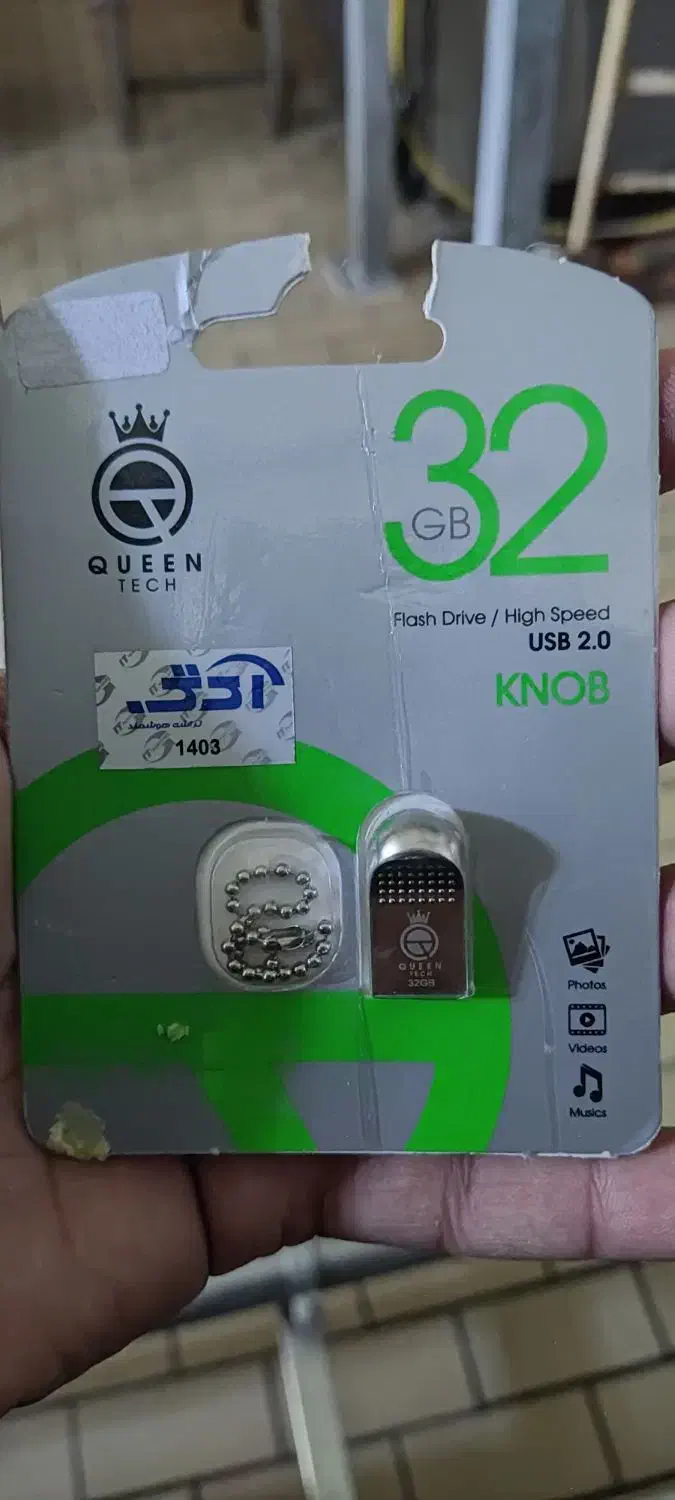 32
GB
QUEEN
TECH
Flash Drive / High Speed
USB 2.0
KNOB
1403
QUEEN
TECH
32GB
Photos
Videos
Musics